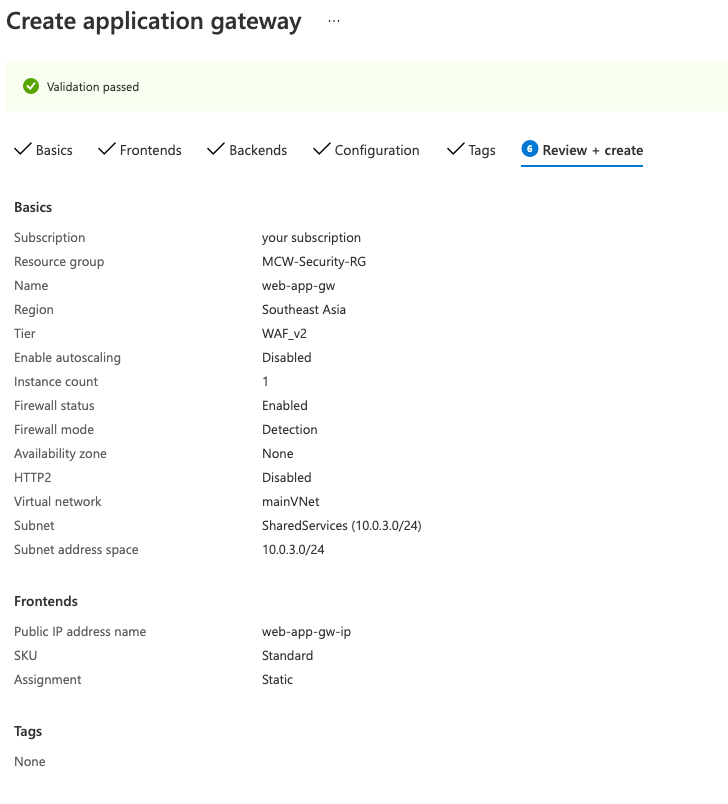 Create application gateway ...
Validation passed
Basics Frontends Backends Configuration Tags 6 Review + create
Basics
Subscription your subscription
Resource group MCW-Security-RG
Name web-app-gw
Region Southeast Asia
Tier WAF_v2
Enable autoscaling Disabled
Instance count 1
Firewall status Enabled
Firewall mode Detection
Availability zone None
HTTP2 Disabled
Virtual network mainVNet
Subnet SharedServices (10.0.3.0/24)
Subnet address space 10.0.3.0/24
Frontends
Public IP address name web-app-gw-ip
SKU Standard
Assignment Static
Tags
None